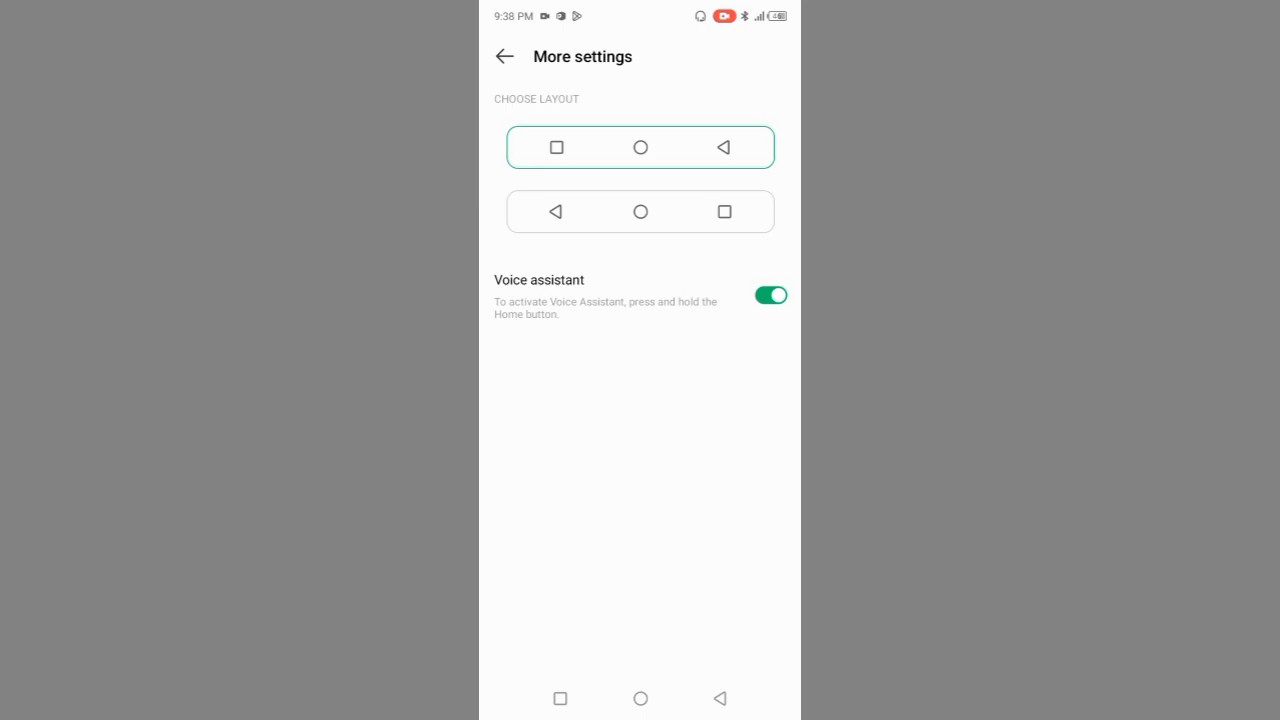 9:38 PM
More settings
CHOOSE LAYOUT
Voice assistant
To activate Voice Assistant, press and hold the
Home button.